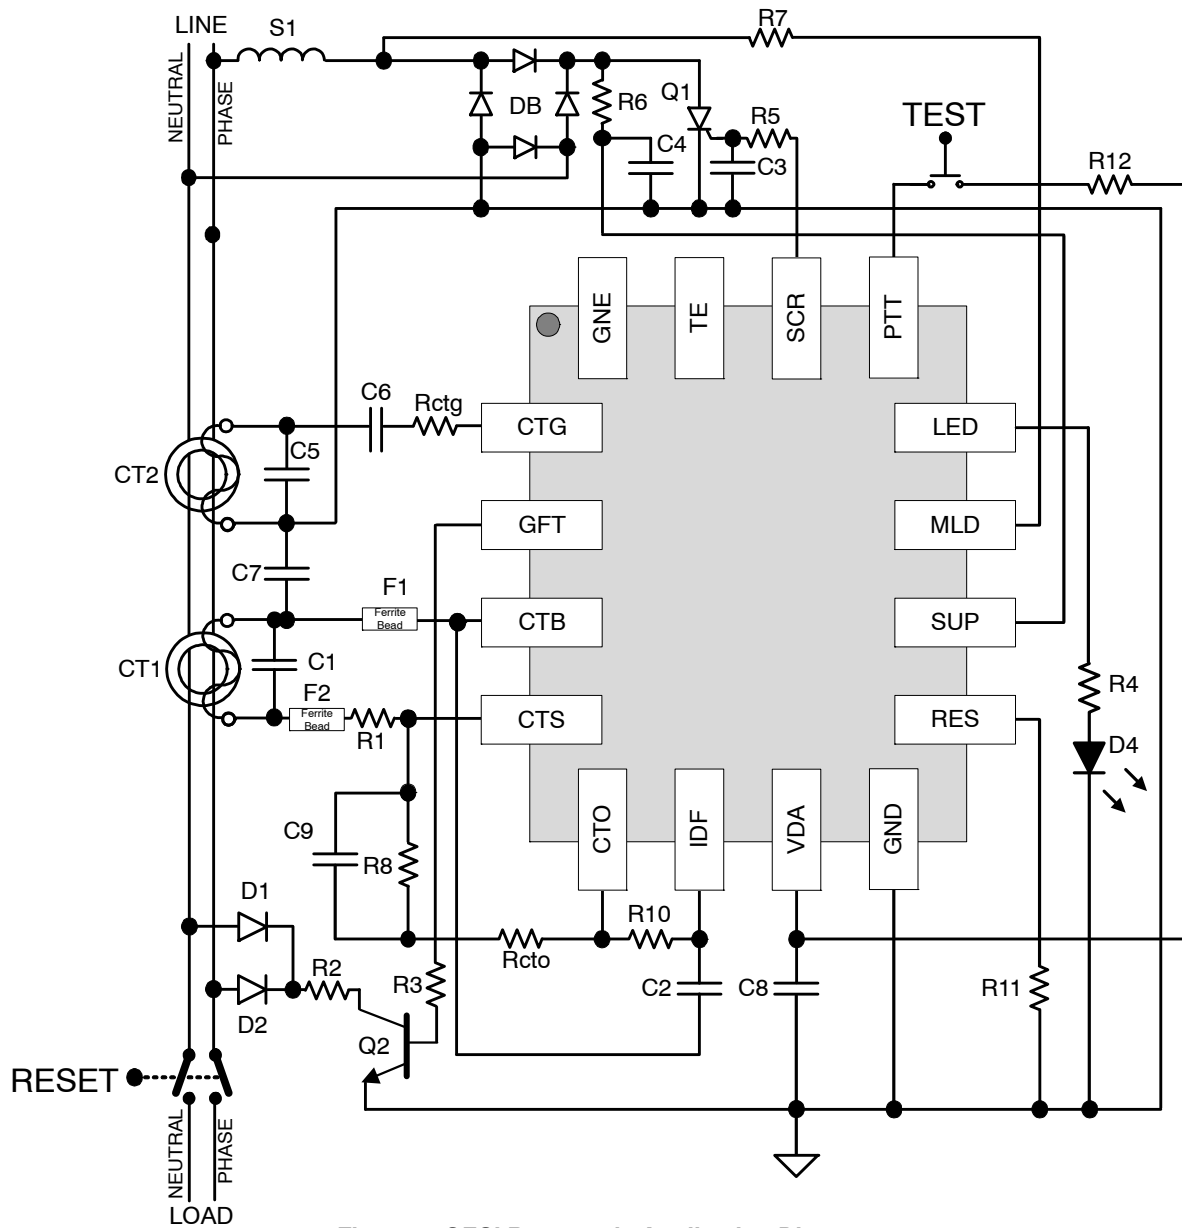 LINE
S1
R7
NEUTRAL
PHASE
DB
R6
Q1
R5
C4
C3
TEST
R12
GNE
TE
SCR
PTT
C6
Rctg
CTG
LED
CT2
C5
GFT
MLD
C7
F1
Ferrite
Bead
CTB
SUP
CT1
C1
F2
Ferrite
Bead
R1
CTS
RES
R4
D4
CTO
IDF
VDA
GND
C9
R8
D1
R10
Rcto
R2
R3
C2
C8
R11
D2
Q2
RESET
NEUTRAL
PHASE
LOAD